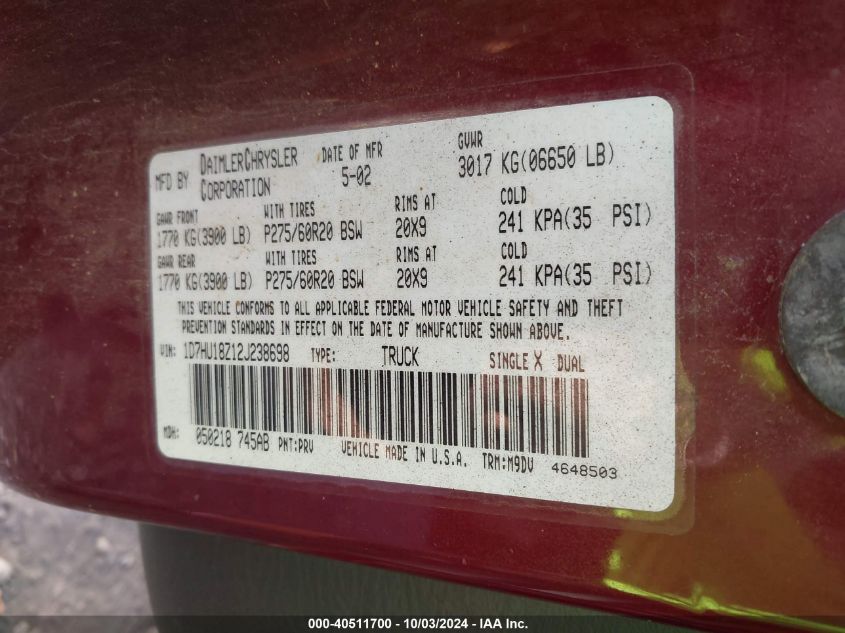 MFD BY DAIMLERCHRYSLER CORPORATION DATE OF MFR 5-02 GVWR 3017 KG(06650 LB)
GAWR FRONT WITH TIRES RIMS AT COLD
1770 KG(3900 LB) P275/60R20 BSW 20X9 241 KPA(35 PSI)
GAWR REAR WITH TIRES RIMS AT COLD
1770 KG(3900 LB) P275/60R20 BSW 20X9 241 KPA(35 PSI)
THIS VEHICLE CONFORMS TO ALL APPLICABLE FEDERAL MOTOR VEHICLE SAFETY AND THEFT
PREVENTION STANDARDS IN EFFECT ON THE DATE OF MANUFACTURE SHOWN ABOVE.
VIN: 1D7HU18Z12J238698 TYPE: TRUCK SINGLE X DUAL
MDH: 050218 745AB PNT:PRV VEHICLE MADE IN U.S.A. TRM:M9DV 4648503
000-40511700 - 10/03/2024 - IAA Inc.